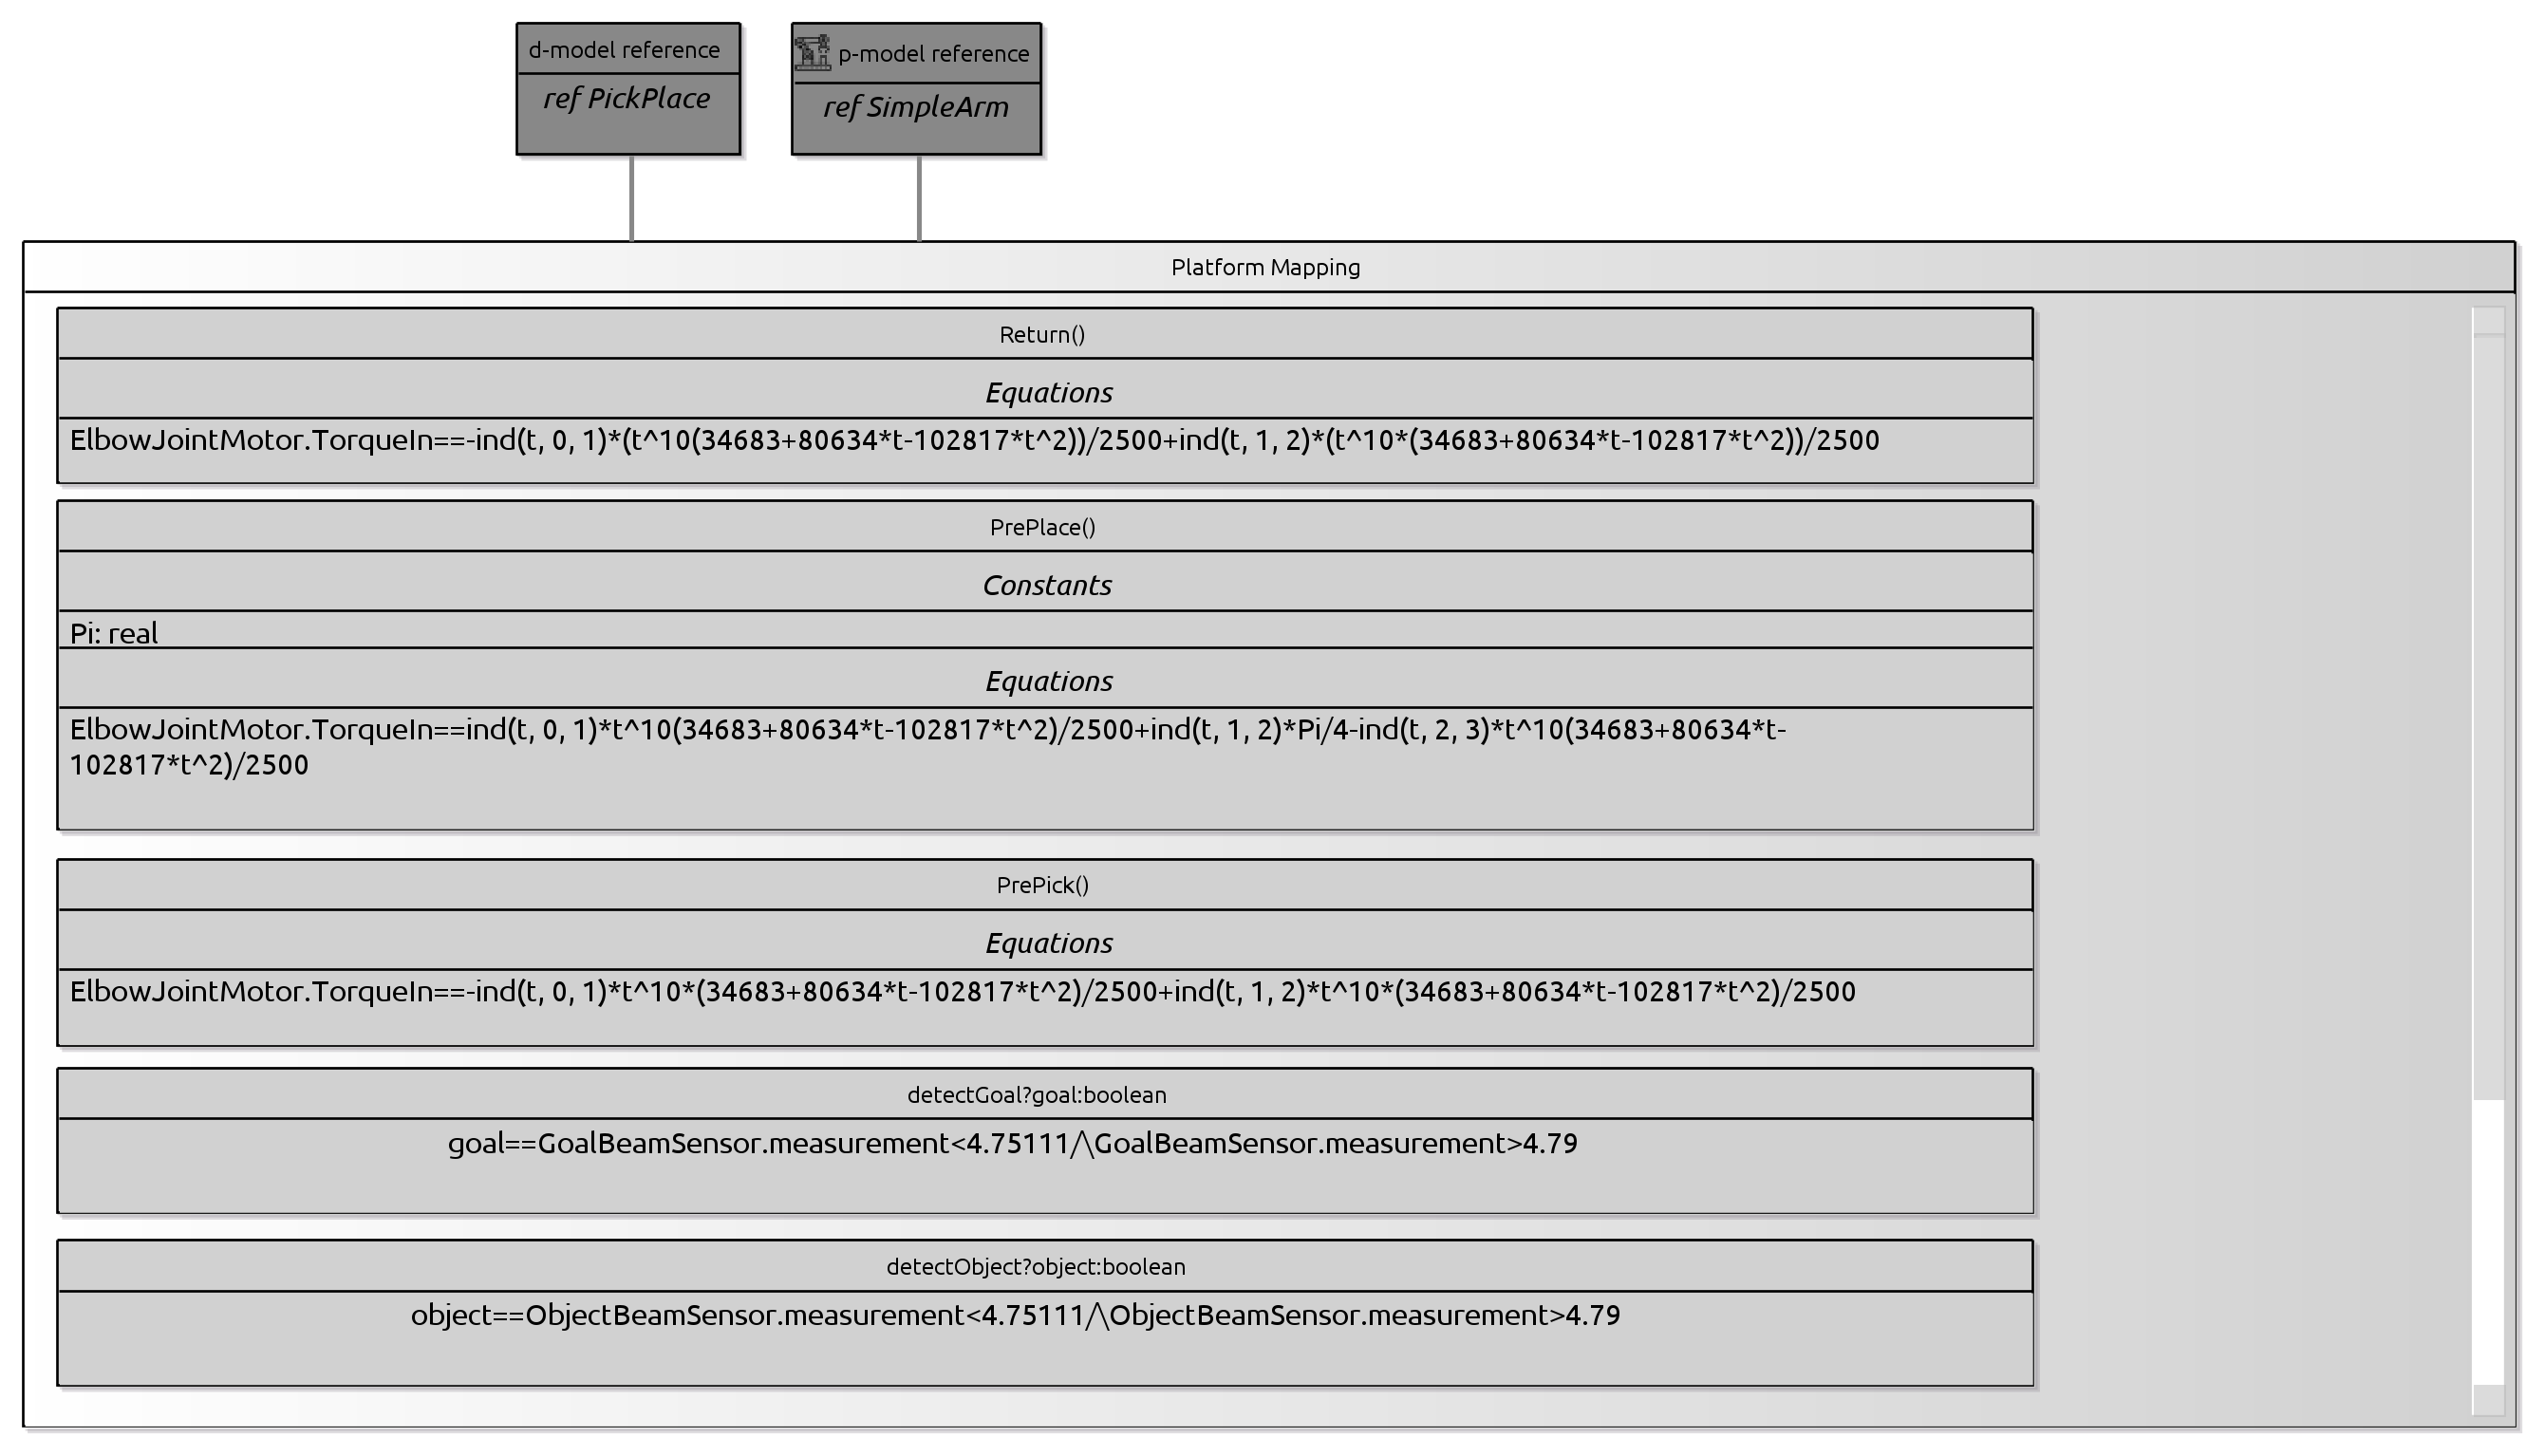 d-model reference
ref PickPlace
p-model reference
ref SimpleArm
Platform Mapping
Return()
Equations
ElbowJointMotor.TorqueIn==-ind(t, 0, 1)*(t^10(34683+80634*t-102817*t^2))/2500+ind(t, 1, 2)*(t^10*(34683+80634*t-102817*t^2))/2500
PrePlace()
Constants
Pi: real
Equations
ElbowJointMotor.TorqueIn==ind(t, 0, 1)*t^10(34683+80634*t-102817*t^2)/2500+ind(t, 1, 2)*Pi/4-ind(t, 2, 3)*t^10(34683+80634*t-
102817*t^2)/2500
PrePick()
Equations
ElbowJointMotor.TorqueIn==-ind(t, 0, 1)*t^10*(34683+80634*t-102817*t^2)/2500+ind(t, 1, 2)*t^10*(34683+80634*t-102817*t^2)/2500
detectGoal?goal:boolean
goal==GoalBeamSensor.measurement<4.75111/\GoalBeamSensor.measurement>4.79
detectObject?object:boolean
object==ObjectBeamSensor.measurement<4.75111/\ObjectBeamSensor.measurement>4.79